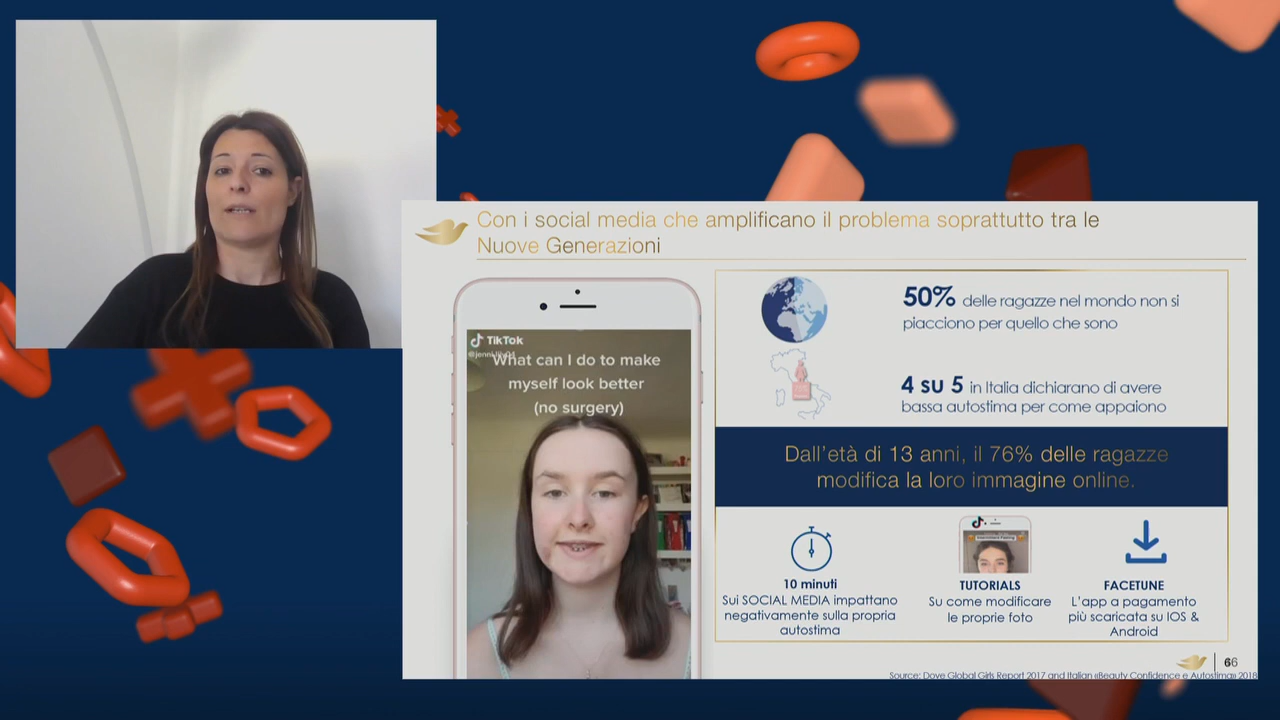 Con i social media che amplificano il problema soprattutto tra le
Nuove Generazioni
TikTok
What can I do to make
myself look better
(no surgery)
50% delle ragazze nel mondo non si
piacciono per quello che sono
4 su 5 in Italia dichiarano di avere
bassa autostima per come appaiono
Dall'età di 13 anni, il 76% delle ragazze
modifica la loro immagine online.
10 minuti
Sui SOCIAL MEDIA impattano
negativamente sulla propria
autostima
TUTORIALS
Su come modificare
le proprie foto
FACETUNE
L'app a pagamento
più scaricata su IOS &
Android
66
Source: Dove Global Girls Report 2017 and Italian «Beauty Confidence e Autostima» 2018